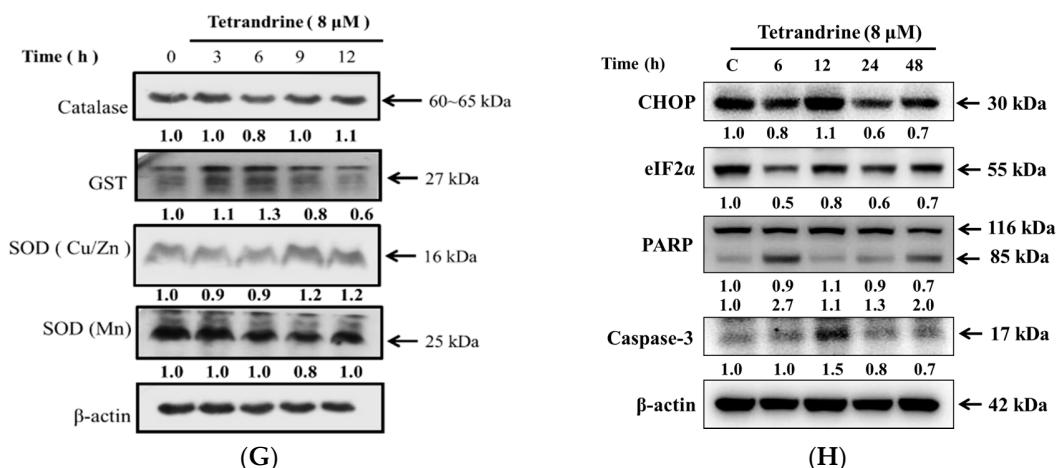 Tetrandrine ( 8 μM)
Time ( h ) 0 3 6 9 12
Catalase 60~65 kDa
1.0 1.0 0.8 1.0 1.1
GST 27 kDa
1.0 1.1 1.3 0.8 0.6
SOD ( Cu/Zn ) 16 kDa
1.0 0.9 0.9 1.2 1.2
SOD (Mn) 25 kDa
1.0 1.0 1.0 0.8 1.0
β-actin
(G)
Tetrandrine (8 μM)
Time (h) C 6 12 24 48
CHOP 30 kDa
1.0 0.8 1.1 0.6 0.7
eIF2α 55 kDa
1.0 0.5 0.8 0.6 0.7
116 kDa
PARP
85 kDa
1.0 0.9 1.1 0.9 0.7
1.0 2.7 1.1 1.3 2.0
Caspase-3 17 kDa
1.0 1.0 1.5 0.8 0.7
β-actin 42 kDa
(H)